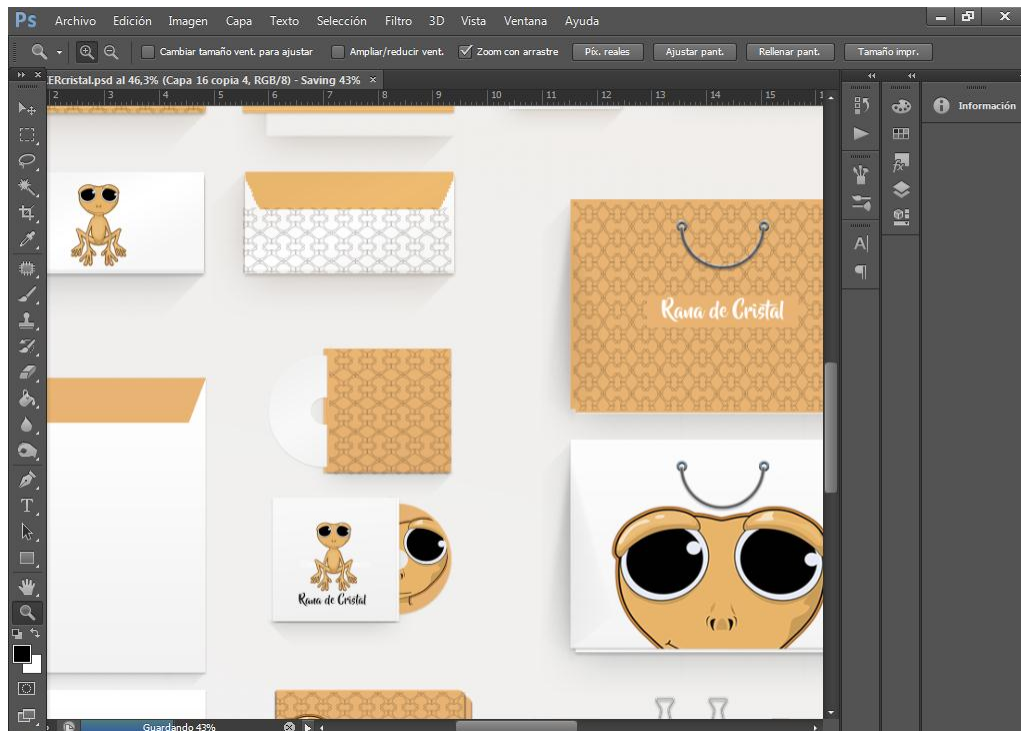 Ps Archivo Edición Imagen Capa Texto Selección Filtro 3D Vista Ventana Ayuda
Cambiar tamaño vent. para ajustar Ampliar/reducir vent. Zoom con arrastre Píx. reales Ajustar pant. Rellenar pant. Tamaño impr.
ERcristal.psd al 46,3% (Capa 16 copia 4, RGB/8) - Saving 43% ×
2 3 4 5 6 7 8 9 10 11 12 13 14 15
Información
Rana de Cristal
Rana de Cristal
Guardando 43%